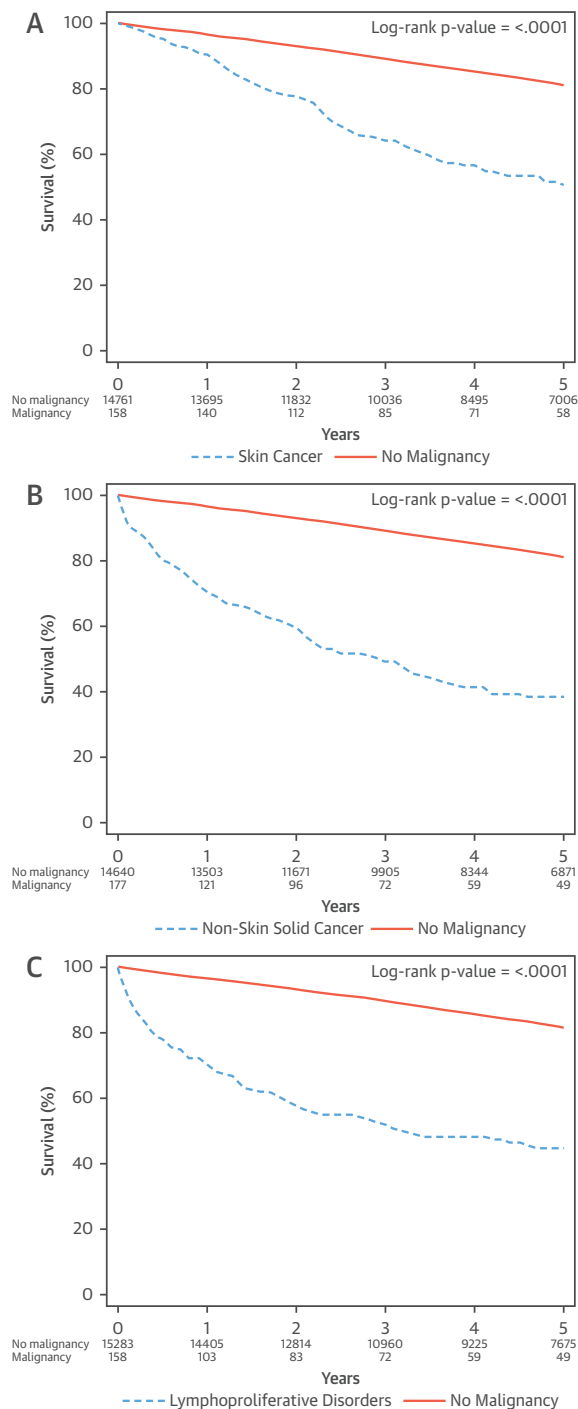 A
Log-rank p-value = <.0001
100
80
60
40
20
0
Survival (%)
0 1 2 3 4 5
No malignancy 14761 13695 11832 10036 8495 7006
Malignancy 158 140 112 85 71 58
Years
Skin Cancer No Malignancy
B
Log-rank p-value = <.0001
100
80
60
40
20
0
Survival (%)
0 1 2 3 4 5
No malignancy 14640 13503 11671 9905 8344 6871
Malignancy 177 121 96 72 59 49
Years
Non-Skin Solid Cancer No Malignancy
C
Log-rank p-value = <.0001
100
80
60
40
20
0
Survival (%)
0 1 2 3 4 5
No malignancy 15283 14405 12814 10960 9225 7675
Malignancy 158 103 83 72 59 49
Years
Lymphoproliferative Disorders No Malignancy